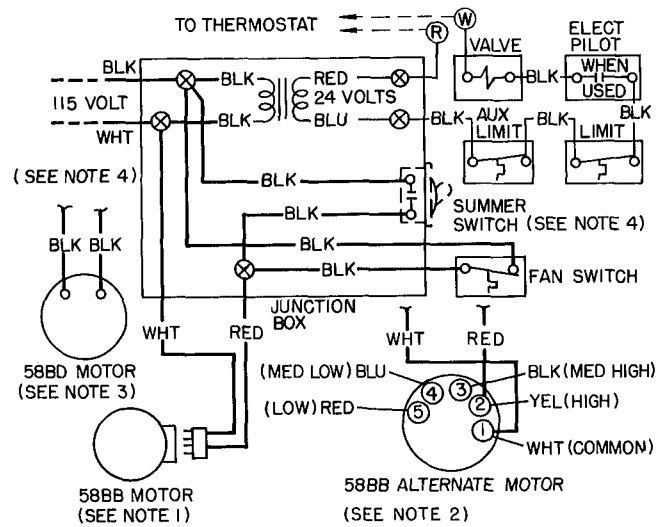 TO THERMOSTAT
W
R
VALVE
ELECT
PILOT
WHEN
USED
BLK
BLK
BLK
RED
BLK
115 VOLT
24 VOLTS
WHT
BLK
BLU
BLK
AUX
LIMIT
BLK
LIMIT
(SEE NOTE 4)
BLK
SUMMER
SWITCH (SEE NOTE 4)
BLK
BLK BLK
BLK
FAN SWITCH
JUNCTION
BOX
WHT
RED
WHT
RED
58BD MOTOR
(SEE NOTE 3)
(MED LOW) BLU
BLK (MED HIGH)
(LOW) RED
YEL (HIGH)
WHT (COMMON)
5
4
3
2
1
58BB MOTOR
(SEE NOTE 1)
58BB ALTERNATE MOTOR
(SEE NOTE 2)